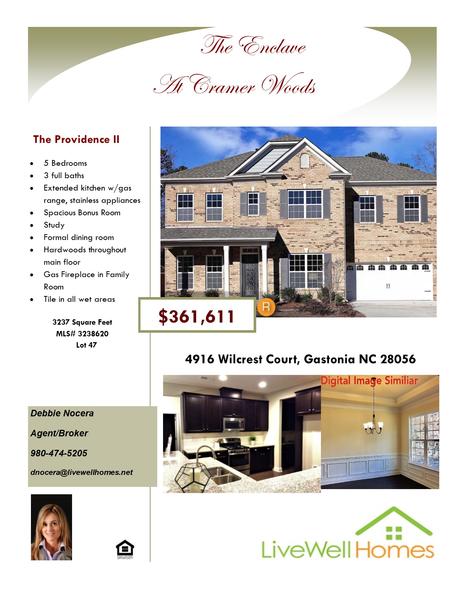 The Enclave
At Cramer Woods
The Providence II
• 5 Bedrooms
• 3 full baths
• Extended kitchen w/gas
range, stainless appliances
• Spacious Bonus Room
• Study
• Formal dining room
• Hardwoods throughout
main floor
• Gas Fireplace in Family
Room
• Tile in all wet areas
3237 Square Feet
MLS# 3238620
Lot 47
$361,611
R
4916 Wilcrest Court, Gastonia NC 28056
Digital Image Similiar
Debbie Nocera
Agent/Broker
980-474-5205
dnocera@livewellhomes.net
LiveWellHomes